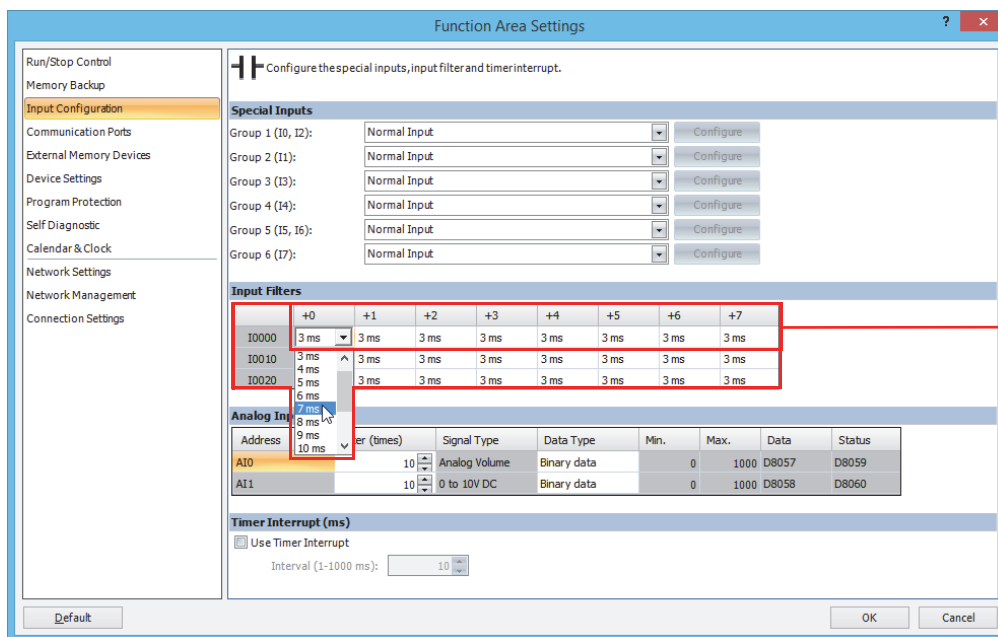 Function Area Settings
?
×
Run/Stop Control
Memory Backup
Input Configuration
Communication Ports
External Memory Devices
Device Settings
Program Protection
Self Diagnostic
Calendar & Clock
Network Settings
Network Management
Connection Settings
Configure the special inputs, input filter and timer interrupt.
Special Inputs
Group 1 (I0, I2): Normal Input Configure
Group 2 (I1): Normal Input Configure
Group 3 (I3): Normal Input Configure
Group 4 (I4): Normal Input Configure
Group 5 (I5, I6): Normal Input Configure
Group 6 (I7): Normal Input Configure
Input Filters
+0 +1 +2 +3 +4 +5 +6 +7
I0000 3 ms 3 ms 3 ms 3 ms 3 ms 3 ms 3 ms 3 ms
I0010 3 ms 3 ms 3 ms 3 ms 3 ms 3 ms 3 ms
I0020 3 ms 3 ms 3 ms 3 ms 3 ms 3 ms 3 ms
3 ms
4 ms
5 ms
6 ms
7 ms
8 ms
9 ms
10 ms
Analog Inp
Address er (times) Signal Type Data Type Min. Max. Data Status
AI0 10 Analog Volume Binary data 0 1000 D8057 D8059
AI1 10 0 to 10V DC Binary data 0 1000 D8058 D8060
Timer Interrupt (ms)
Use Timer Interrupt
Interval (1-1000 ms): 10
Default OK Cancel